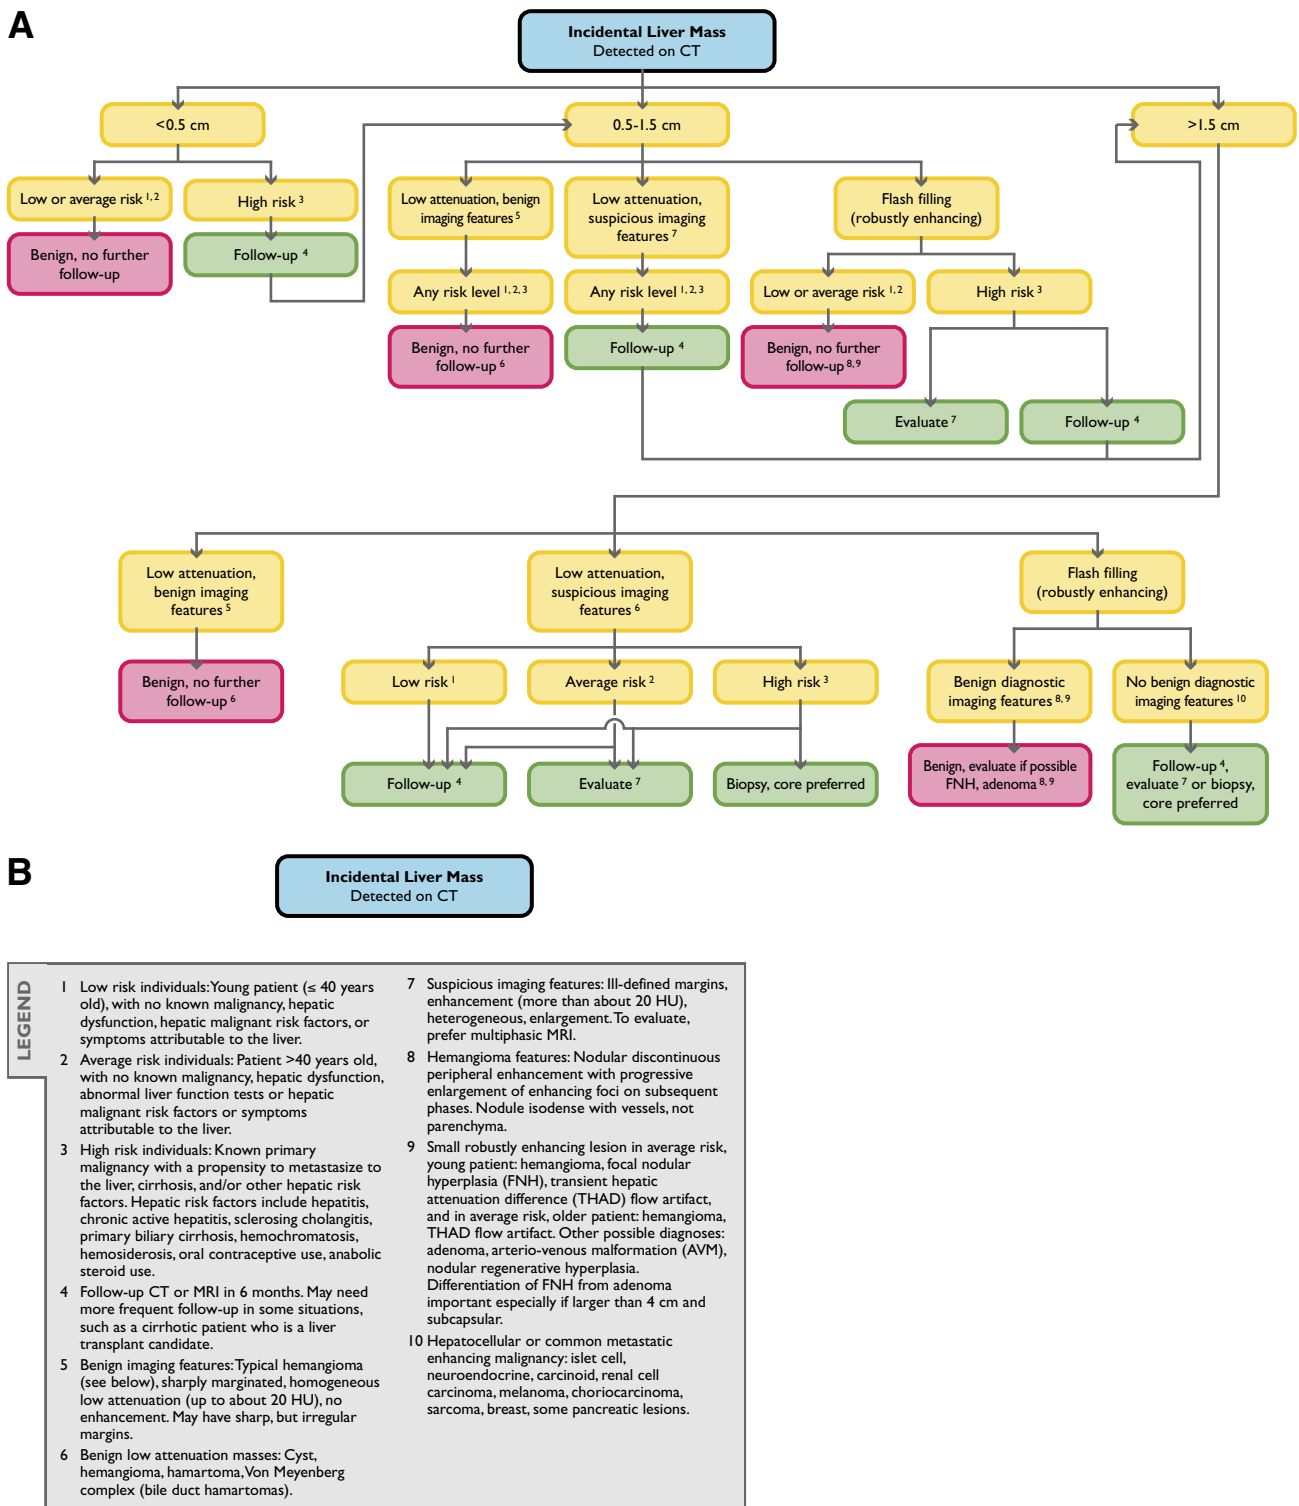 A
Incidental Liver Mass
Detected on CT
<0.5 cm
0.5-1.5 cm
>1.5 cm
Low or average risk 1, 2
High risk 3
Low attenuation, benign
imaging features 5
Low attenuation,
suspicious imaging
features 7
Flash filling
(robustly enhancing)
Benign, no further
follow-up
Follow-up 4
Any risk level 1, 2, 3
Any risk level 1, 2, 3
Low or average risk 1, 2
High risk 3
Benign, no further
follow-up 6
Follow-up 4
Benign, no further
follow-up 8, 9
Evaluate 7
Follow-up 4
Low attenuation,
benign imaging
features 5
Low attenuation,
suspicious imaging
features 6
Flash filling
(robustly enhancing)
Benign, no further
follow-up 6
Low risk 1
Average risk 2
High risk 3
Benign diagnostic
imaging features 8, 9
No benign diagnostic
imaging features 10
Follow-up 4
Evaluate 7
Biopsy, core preferred
Benign, evaluate if possible
FNH, adenoma 8, 9
Follow-up 4,
evaluate 7 or biopsy,
core preferred
B
Incidental Liver Mass
Detected on CT
LEGEND
1 Low risk individuals: Young patient (≤ 40 years
old), with no known malignancy, hepatic
dysfunction, hepatic malignant risk factors, or
symptoms attributable to the liver.
2 Average risk individuals: Patient >40 years old,
with no known malignancy, hepatic dysfunction,
abnormal liver function tests or hepatic
malignant risk factors or symptoms
attributable to the liver.
3 High risk individuals: Known primary
malignancy with a propensity to metastasize to
the liver, cirrhosis, and/or other hepatic risk
factors. Hepatic risk factors include hepatitis,
chronic active hepatitis, sclerosing cholangitis,
primary biliary cirrhosis, hemochromatosis,
hemosiderosis, oral contraceptive use, anabolic
steroid use.
4 Follow-up CT or MRI in 6 months. May need
more frequent follow-up in some situations,
such as a cirrhotic patient who is a liver
transplant candidate.
5 Benign imaging features: Typical hemangioma
(see below), sharply marginated, homogeneous
low attenuation (up to about 20 HU), no
enhancement. May have sharp, but irregular
margins.
6 Benign low attenuation masses: Cyst,
hemangioma, hamartoma, Von Meyenberg
complex (bile duct hamartomas).
7 Suspicious imaging features: Ill-defined margins,
enhancement (more than about 20 HU),
heterogeneous, enlargement. To evaluate,
prefer multiphasic MRI.
8 Hemangioma features: Nodular discontinuous
peripheral enhancement with progressive
enlargement of enhancing foci on subsequent
phases. Nodule isodense with vessels, not
parenchyma.
9 Small robustly enhancing lesion in average risk,
young patient: hemangioma, focal nodular
hyperplasia (FNH), transient hepatic
attenuation difference (THAD) flow artifact,
and in average risk, older patient: hemangioma,
THAD flow artifact. Other possible diagnoses:
adenoma, arterio-venous malformation (AVM),
nodular regenerative hyperplasia.
Differentiation of FNH from adenoma
important especially if larger than 4 cm and
subcapsular.
10 Hepatocellular or common metastatic
enhancing malignancy: islet cell,
neuroendocrine, carcinoid, renal cell
carcinoma, melanoma, choriocarcinoma,
sarcoma, breast, some pancreatic lesions.